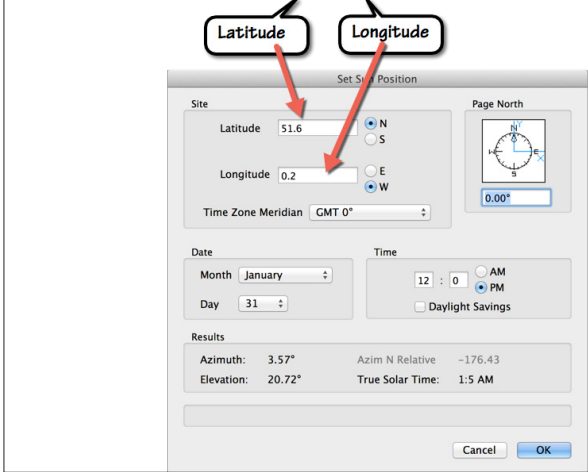 Latitude Longitude
Set Sun Position
Site Page North
Latitude 51.6 N
S
Longitude 0.2 E
W
Time Zone Meridian GMT 0°
N Y
W E X
S
0.00°
Date Time
Month January 12 : 0 AM
PM
Day 31 Daylight Savings
Results
Azimuth: 3.57° Azim N Relative -176.43
Elevation: 20.72° True Solar Time: 1:5 AM
Cancel OK